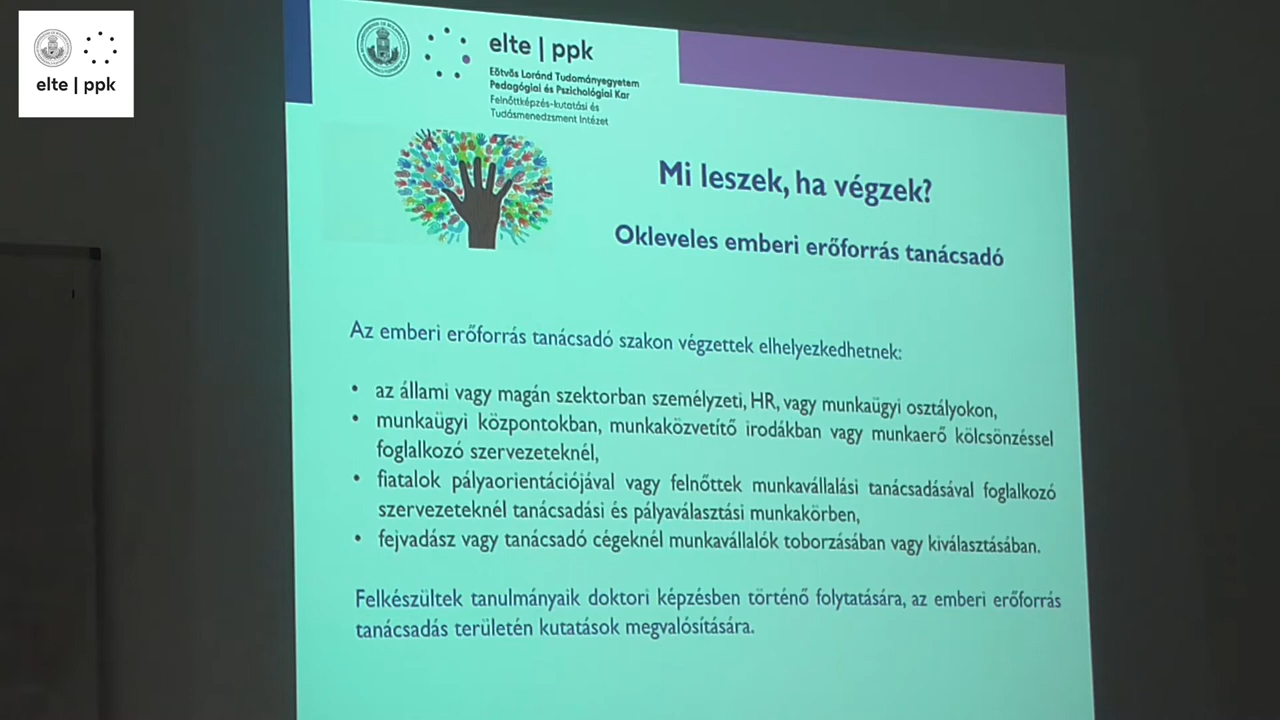 elte | ppk
elte | ppk
Eötvös Loránd Tudományegyetem
Pedagógiai és Pszichológiai Kar
Felnőttképzés-kutatási és
Tudásmenedzsment Intézet
Mi leszek, ha végzek?
Okleveles emberi erőforrás tanácsadó
Az emberi erőforrás tanácsadó szakon végzettek elhelyezkedhetnek:
• az állami vagy magán szektorban személyzeti, HR, vagy munkaügyi osztályokon,
• munkaügyi központokban, munkaközvetítő irodákban vagy munkaerő kölcsönzéssel
foglalkozó szervezeteknél,
• fiatalok pályaorientációjával vagy felnőttek munkavállalási tanácsadásával foglalkozó
szervezeteknél tanácsadási és pályaválasztási munkakörben,
• fejvadász vagy tanácsadó cégeknél munkavállalók toborzásában vagy kiválasztásában.
Felkészültek tanulmányaik doktori képzésben történő folytatására, az emberi erőforrás
tanácsadás területén kutatások megvalósítására.